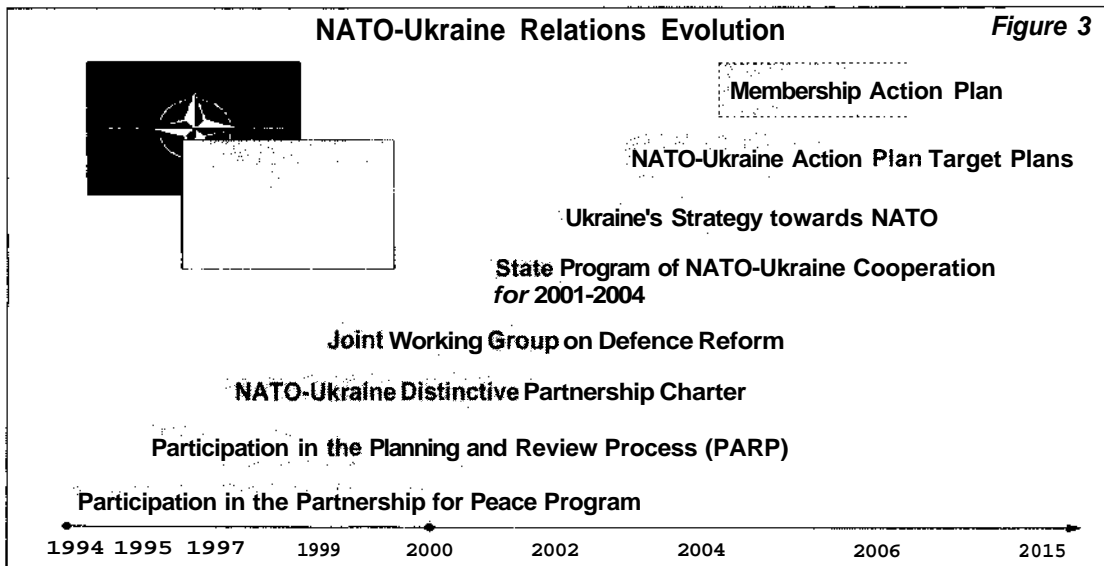 NATO-Ukraine Relations Evolution
Figure 3
Membership Action Plan
NATO-Ukraine Action Plan Target Plans
Ukraine's Strategy towards NATO
State Program of NATO-Ukraine Cooperation
for 2001-2004
Joint Working Group on Defence Reform
NATO-Ukraine Distinctive Partnership Charter
Participation in the Planning and Review Process (PARP)
Participation in the Partnership for Peace Program
1994 1995 1997 1999 2000 2002 2004 2006 2015